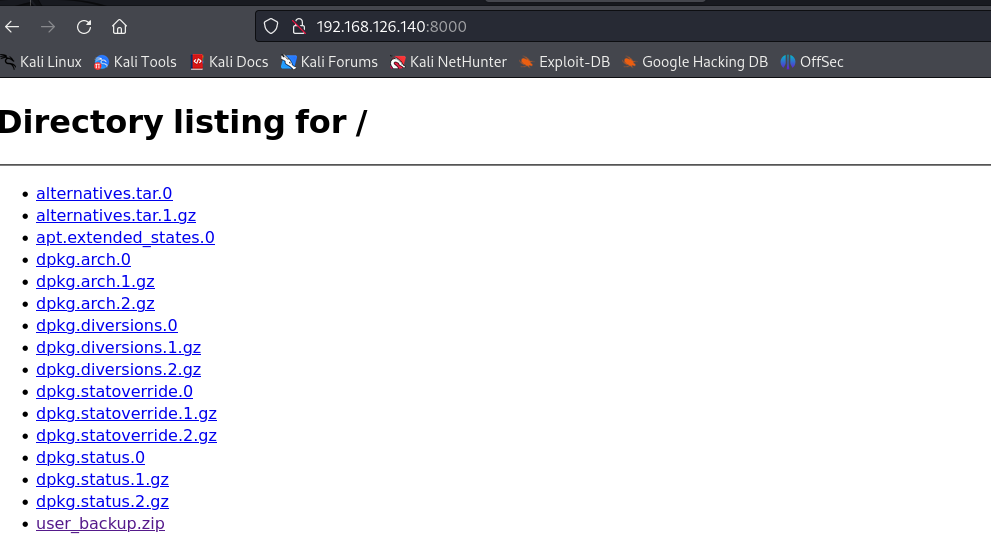 192.168.126.140:8000
Kali Linux Kali Tools Kali Docs Kali Forums Kali NetHunter Exploit-DB Google Hacking DB OffSec
Directory listing for /
alternatives.tar.0
alternatives.tar.1.gz
apt.extended_states.0
dpkg.arch.0
dpkg.arch.1.gz
dpkg.arch.2.gz
dpkg.diversions.0
dpkg.diversions.1.gz
dpkg.diversions.2.gz
dpkg.statoverride.0
dpkg.statoverride.1.gz
dpkg.statoverride.2.gz
dpkg.status.0
dpkg.status.1.gz
dpkg.status.2.gz
user_backup.zip